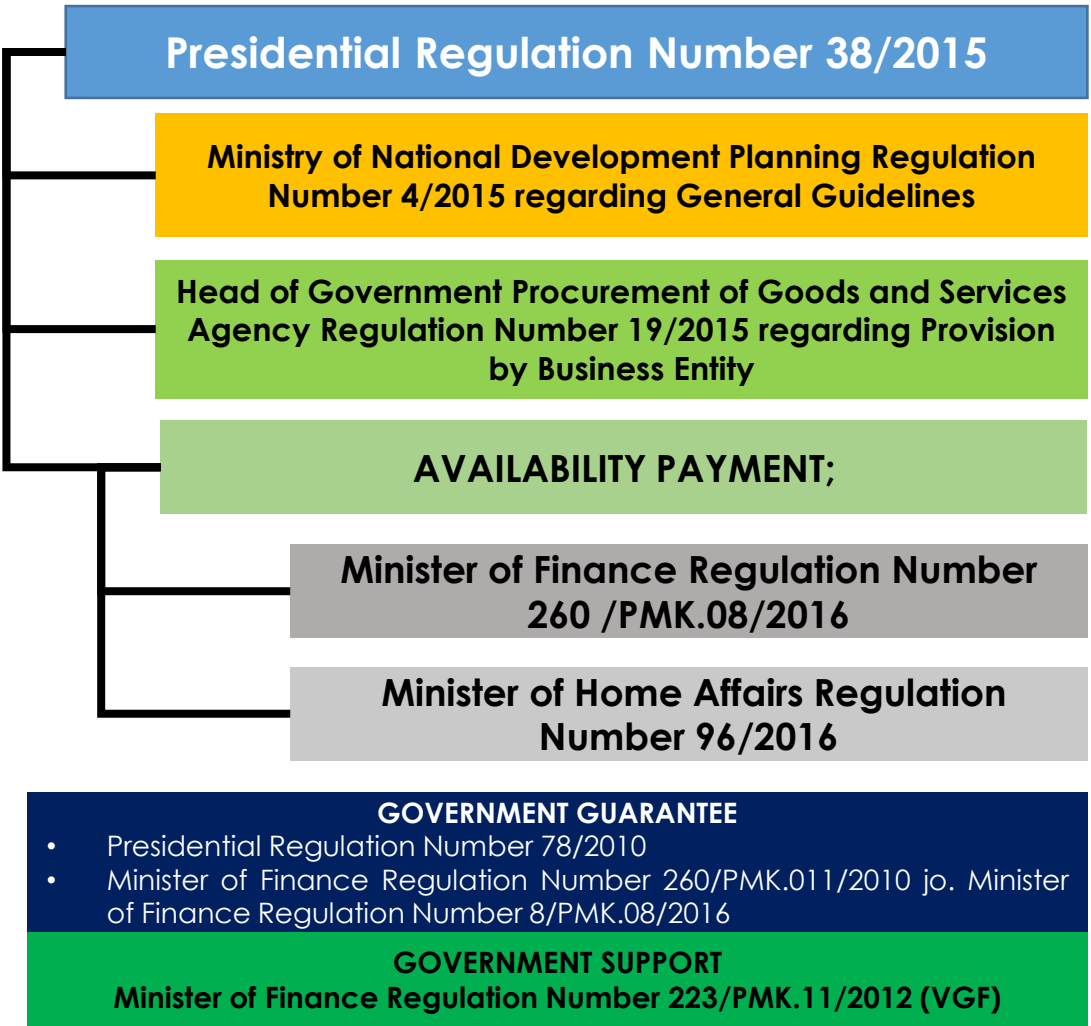 Presidential Regulation Number 38/2015
Ministry of National Development Planning Regulation
Number 4/2015 regarding General Guidelines
Head of Government Procurement of Goods and Services
Agency Regulation Number 19/2015 regarding Provision
by Business Entity
AVAILABILITY PAYMENT;
Minister of Finance Regulation Number
260 /PMK.08/2016
Minister of Home Affairs Regulation
Number 96/2016
GOVERNMENT GUARANTEE
• Presidential Regulation Number 78/2010
• Minister of Finance Regulation Number 260/PMK.011/2010 jo. Minister
of Finance Regulation Number 8/PMK.08/2016
GOVERNMENT SUPPORT
Minister of Finance Regulation Number 223/PMK.11/2012 (VGF)